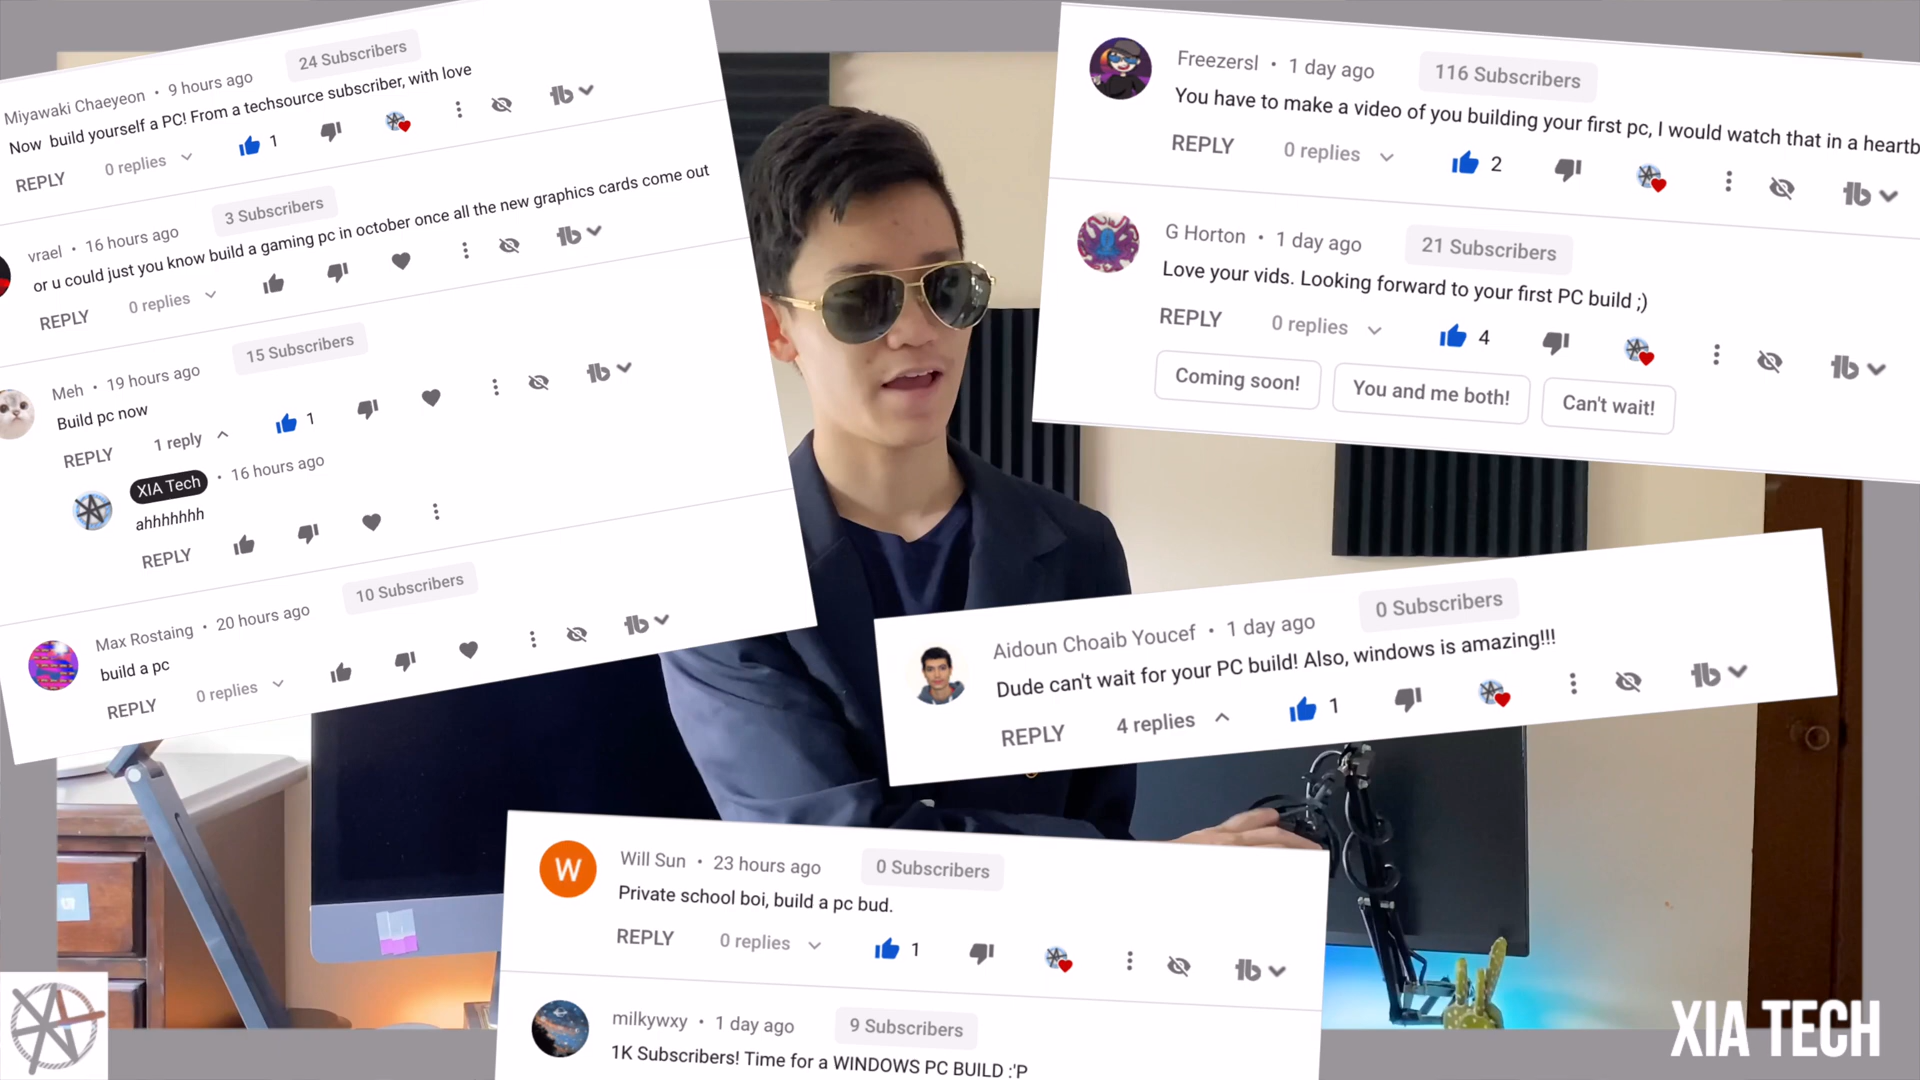 Miyawaki Chaeyeon • 9 hours ago 24 Subscribers
Now build yourself a PC! From a techsource subscriber, with love
REPLY 0 replies 1
vrael • 16 hours ago 3 Subscribers
or u could just you know build a gaming pc in october once all the new graphics cards come out
REPLY 0 replies
Meh • 19 hours ago 15 Subscribers
Build pc now
REPLY 1 reply 1
XIA Tech • 16 hours ago
ahhhhhhh
REPLY
Max Rostaing • 20 hours ago 10 Subscribers
build a pc
REPLY 0 replies
Freezersl • 1 day ago 116 Subscribers
You have to make a video of you building your first pc, I would watch that in a heartb
REPLY 0 replies 2
G Horton • 1 day ago 21 Subscribers
Love your vids. Looking forward to your first PC build ;)
REPLY 0 replies 4
Coming soon! You and me both! Can't wait!
Aidoun Choaib Youcef • 1 day ago 0 Subscribers
Dude can't wait for your PC build! Also, windows is amazing!!!
REPLY 4 replies 1
W
Will Sun • 23 hours ago 0 Subscribers
Private school boi, build a pc bud.
REPLY 0 replies 1
milkywxy • 1 day ago 9 Subscribers
1K Subscribers! Time for a WINDOWS PC BUILD :'P
XIA TECH